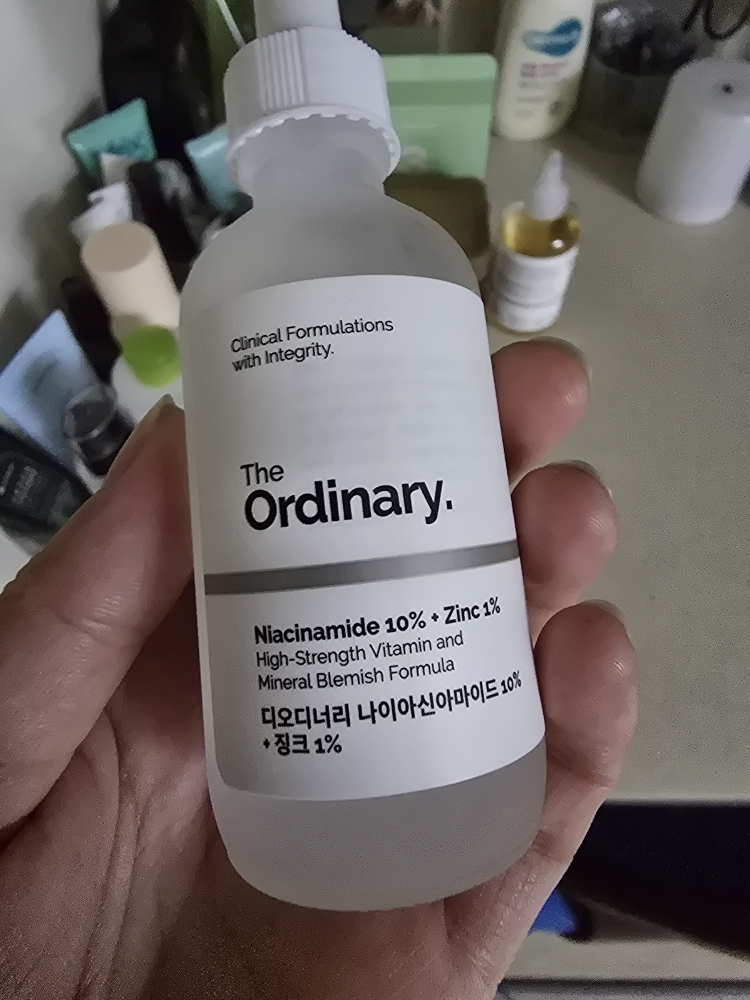 Clinical Formulations
with Integrity.
The
Ordinary.
Niacinamide 10% + Zinc 1%
High-Strength Vitamin and
Mineral Blemish Formula
디오디너리 나이아신아마이드 10%
+ 징크 1%